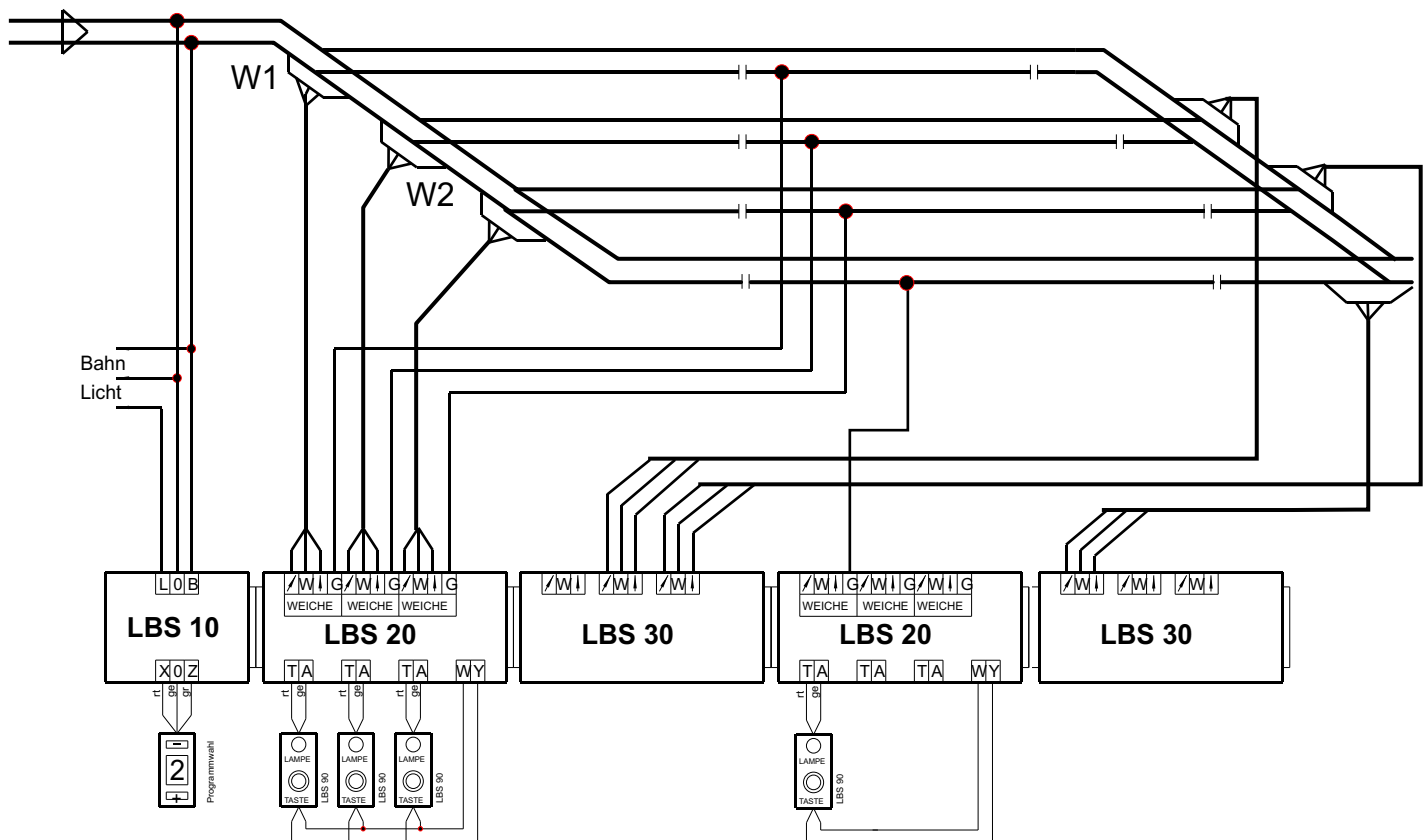 W1
W2
Bahn
Licht
L 0 B
W G W G W G
W W W
W G W G W G
W W W
WEICHE WEICHE WEICHE
WEICHE WEICHE WEICHE
LBS 10
LBS 20
LBS 30
LBS 20
LBS 30
X 0 Z
T A T A T A W Y
T A T A T A W Y
rt ge gr
rt ge rt ge rt ge
rt ge
- 2 +
Programmwahl
LAMPE
TASTE
LBS 90
LAMPE
TASTE
LBS 90
LAMPE
TASTE
LBS 90
LAMPE
TASTE
LBS 90